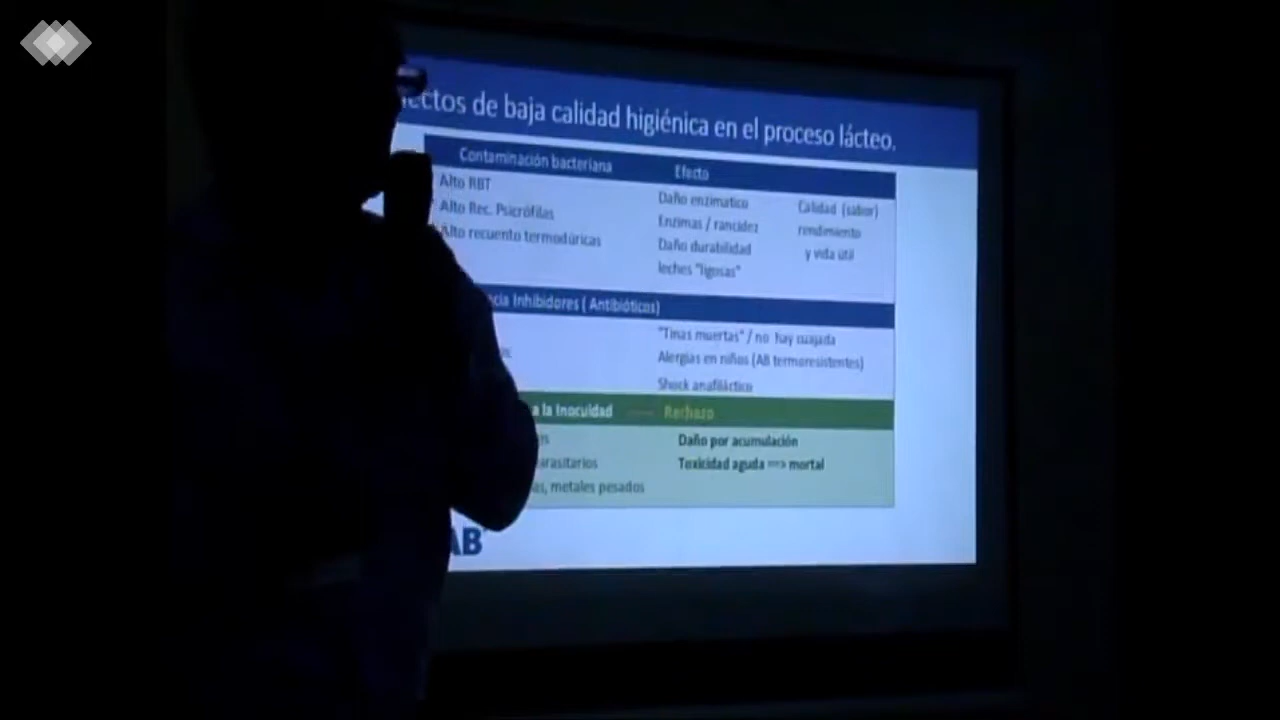 ectos de baja calidad higiénica en el proceso lácteo.
Contaminación bacteriana Efecto
Alto RBT Daño enzimatico Calidad (sabor)
Alto Rec. Psicrófilas Enzimas / rancidez rendimiento
Alto recuento termodúricas Daño durabilidad y vida útil
leches "ligosas"
cia Inhibidores ( Antibióticos)
"Tinas muertas" / no hay cuajada
Alergias en niños (AB termoresistentes)
Shock anafiláctico
a la Inocuidad Rechazo
Daño por acumulación
arasitarios Toxicidad aguda ==> mortal
as, metales pesados
AB